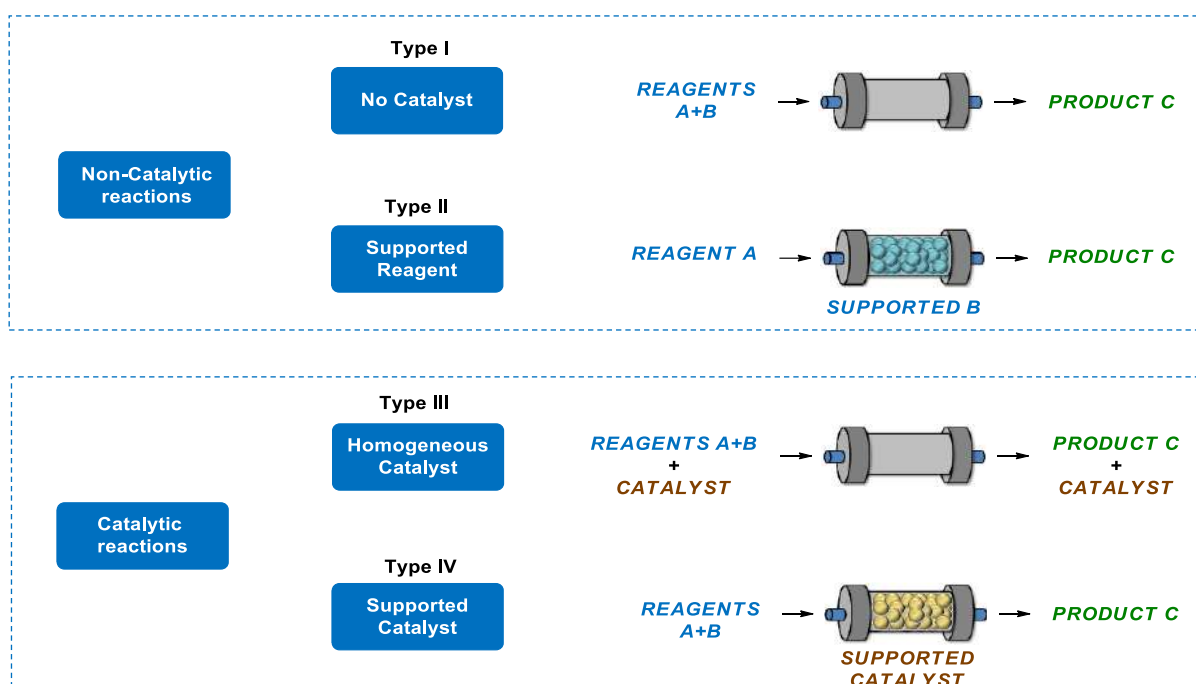 Type I
No Catalyst
REAGENTS
A+B
PRODUCT C
Non-Catalytic
reactions
Type II
Supported
Reagent
REAGENT A
PRODUCT C
SUPPORTED B
Type III
Homogeneous
Catalyst
REAGENTS A+B
+
CATALYST
PRODUCT C
+
CATALYST
Catalytic
reactions
Type IV
Supported
Catalyst
REAGENTS
A+B
PRODUCT C
SUPPORTED
CATALYST